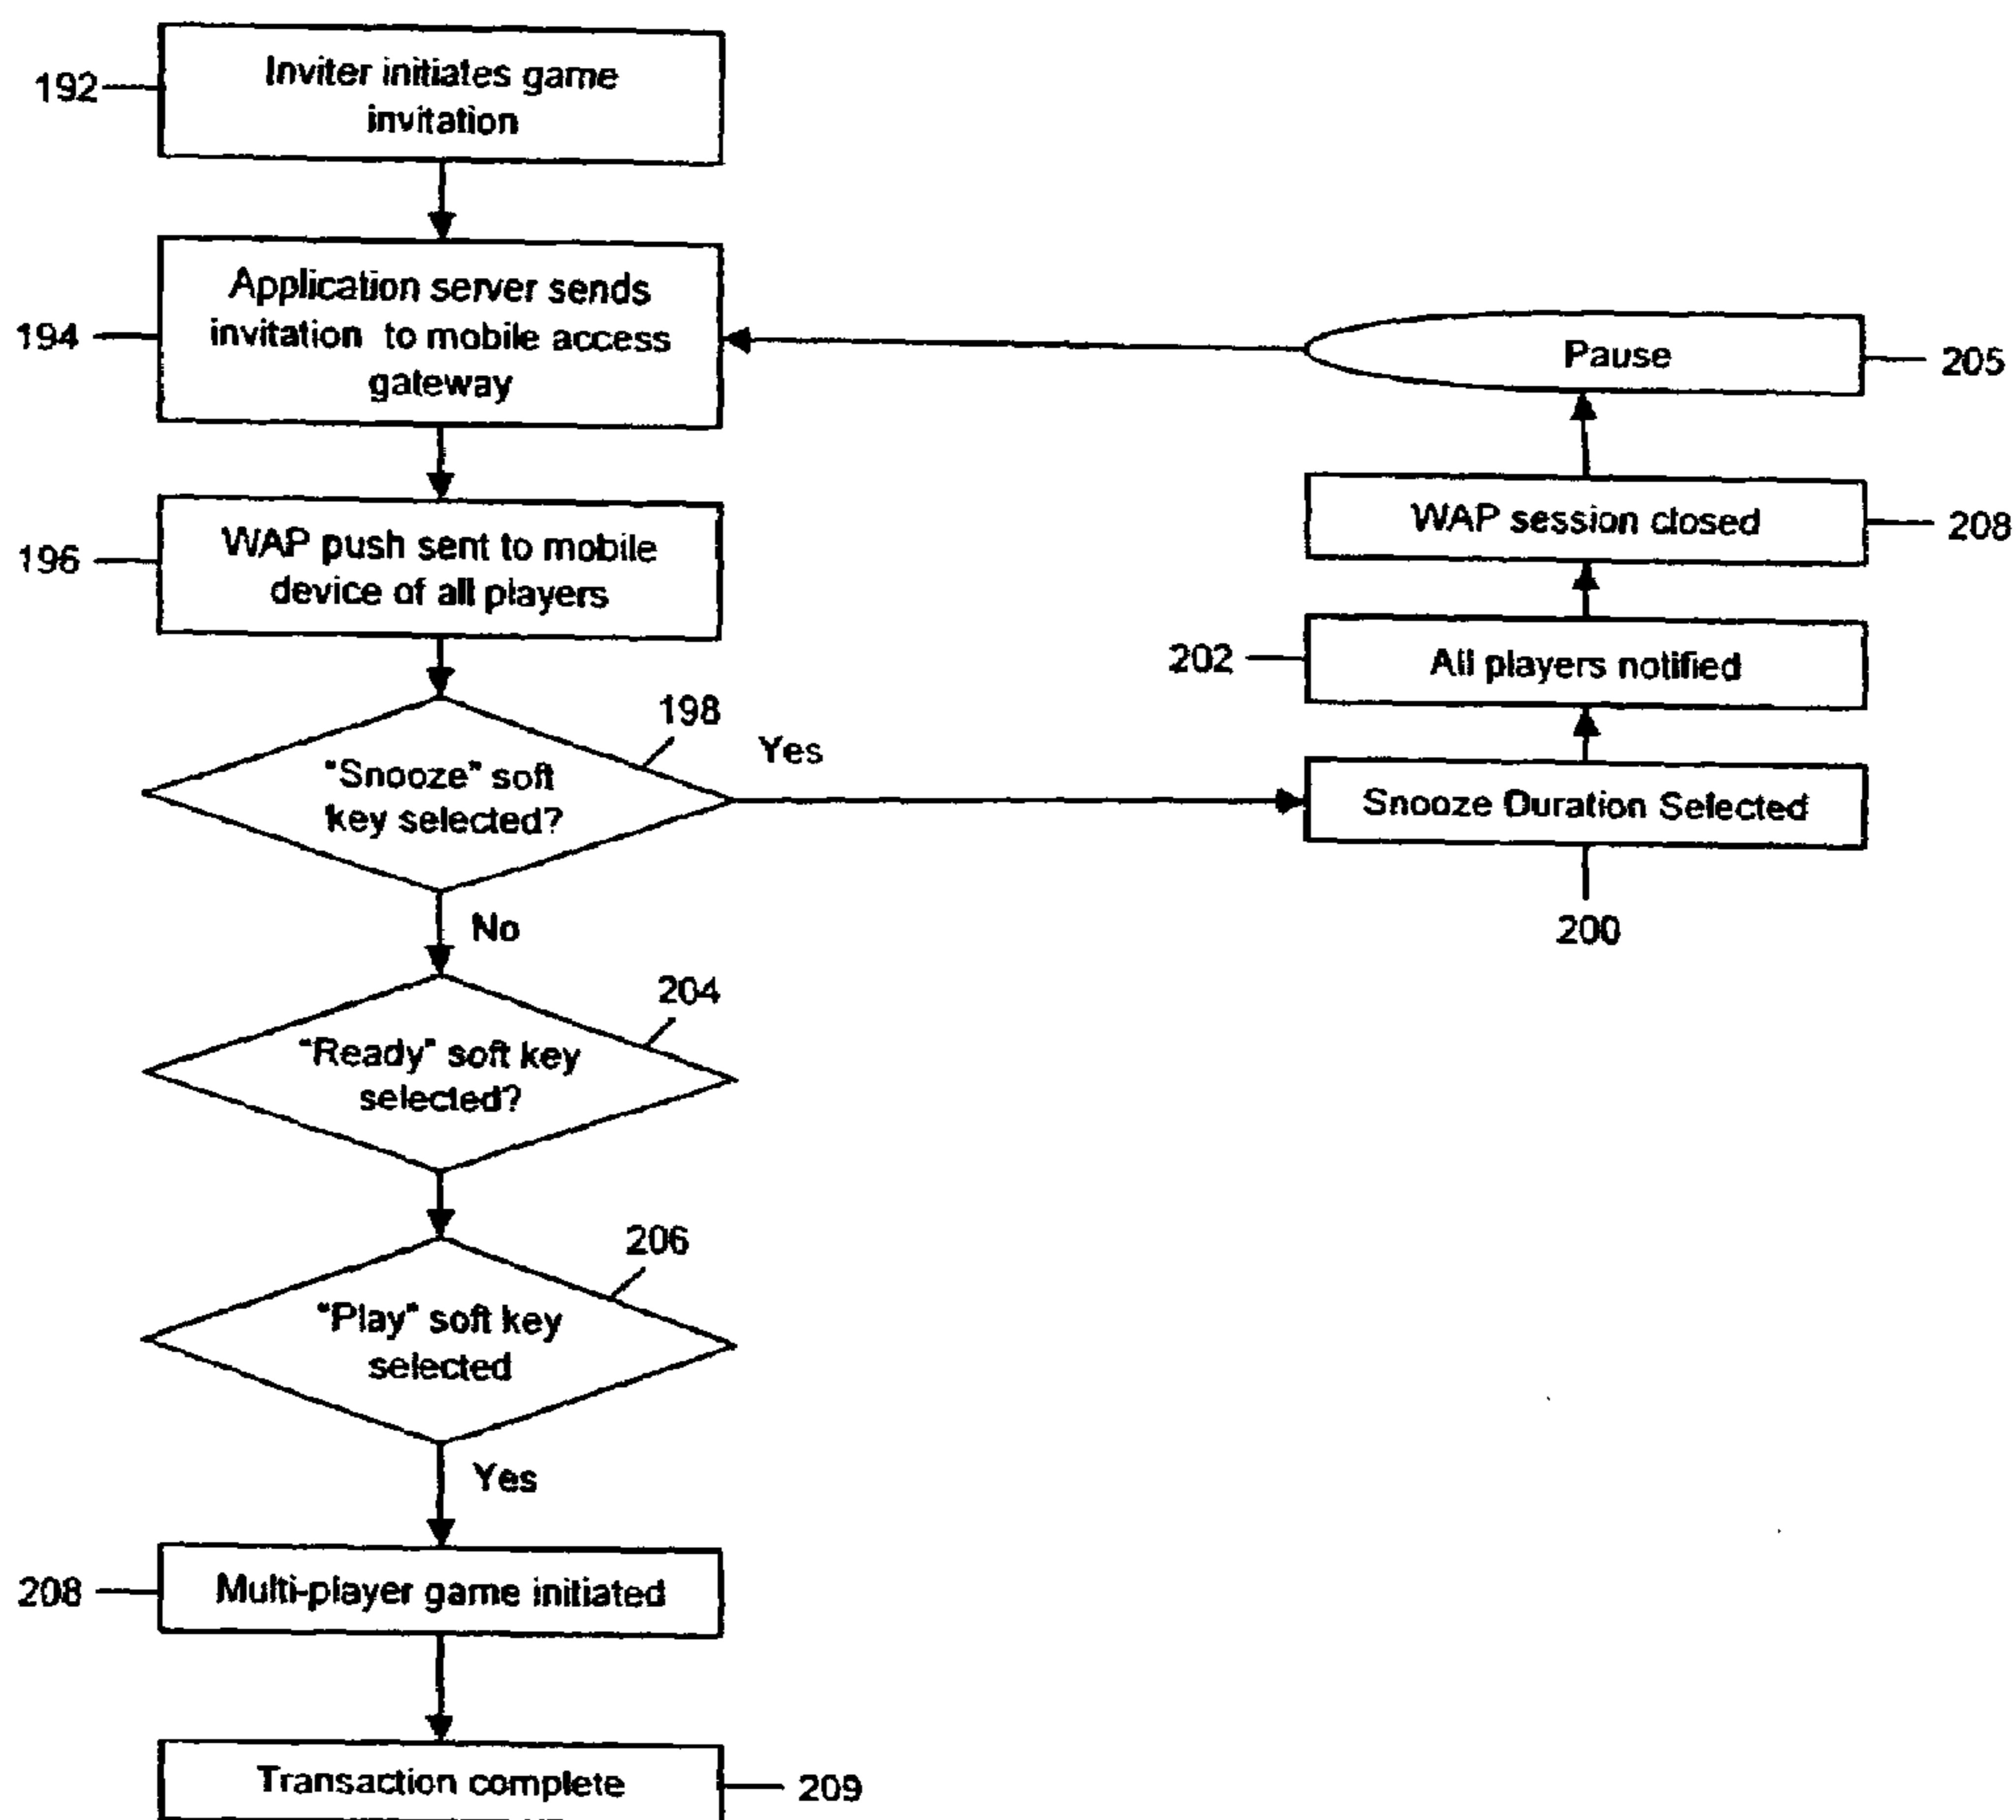 192
Inviter initiates game
invitation
194
Application server sends
invitation to mobile access
gateway
Pause
205
196
WAP push sent to mobile
device of all players
WAP session closed
208
202
All players notified
198
Yes
"Snooze" soft
key selected?
Snooze Duration Selected
200
No
204
"Ready" soft key
selected?
206
"Play" soft key
selected
Yes
208
Multi-player game initiated
Transaction complete
209